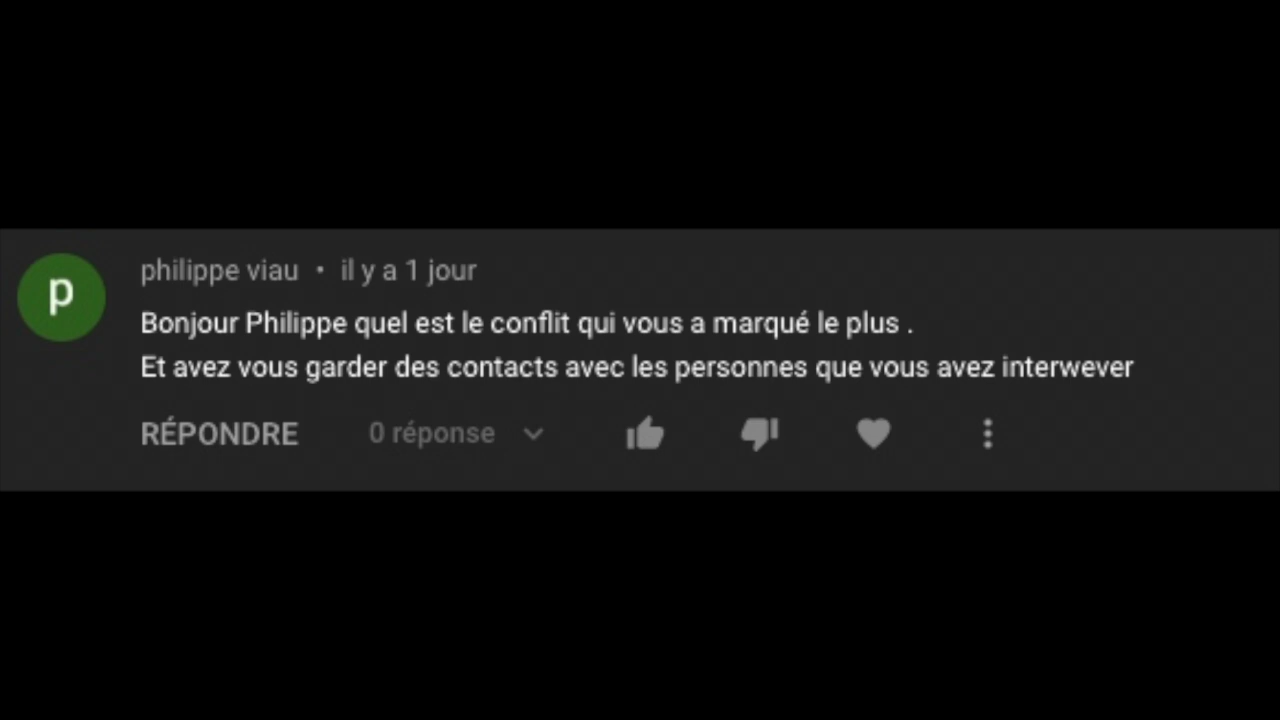 p
philippe viau • il y a 1 jour
Bonjour Philippe quel est le conflit qui vous a marqué le plus .
Et avez vous garder des contacts avec les personnes que vous avez interwever
RÉPONDRE 0 réponse